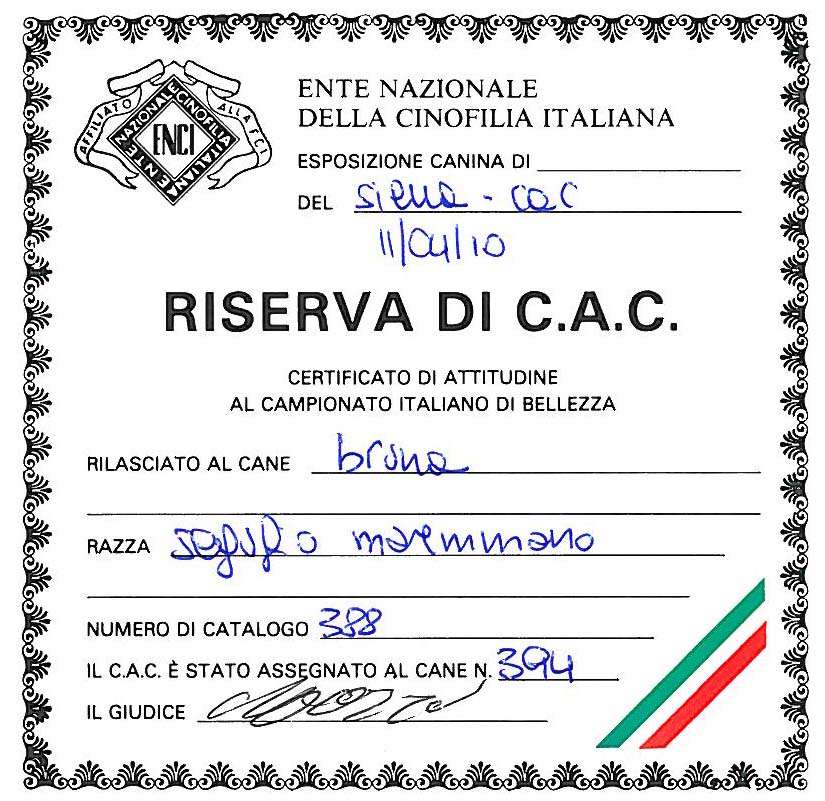 AFFILIATO ALLA F.C.I.
ENTE NAZIONALE CINOFILIA ITALIANA
ENCI
ENTE NAZIONALE
DELLA CINOFILIA ITALIANA
ESPOSIZIONE CANINA DI
DEL siena - cac
11/04/10
RISERVA DI C.A.C.
CERTIFICATO DI ATTITUDINE
AL CAMPIONATO ITALIANO DI BELLEZZA
RILASCIATO AL CANE bruna
RAZZA segugio maremmano
NUMERO DI CATALOGO 388
IL C.A.C. È STATO ASSEGNATO AL CANE N. 394
IL GIUDICE